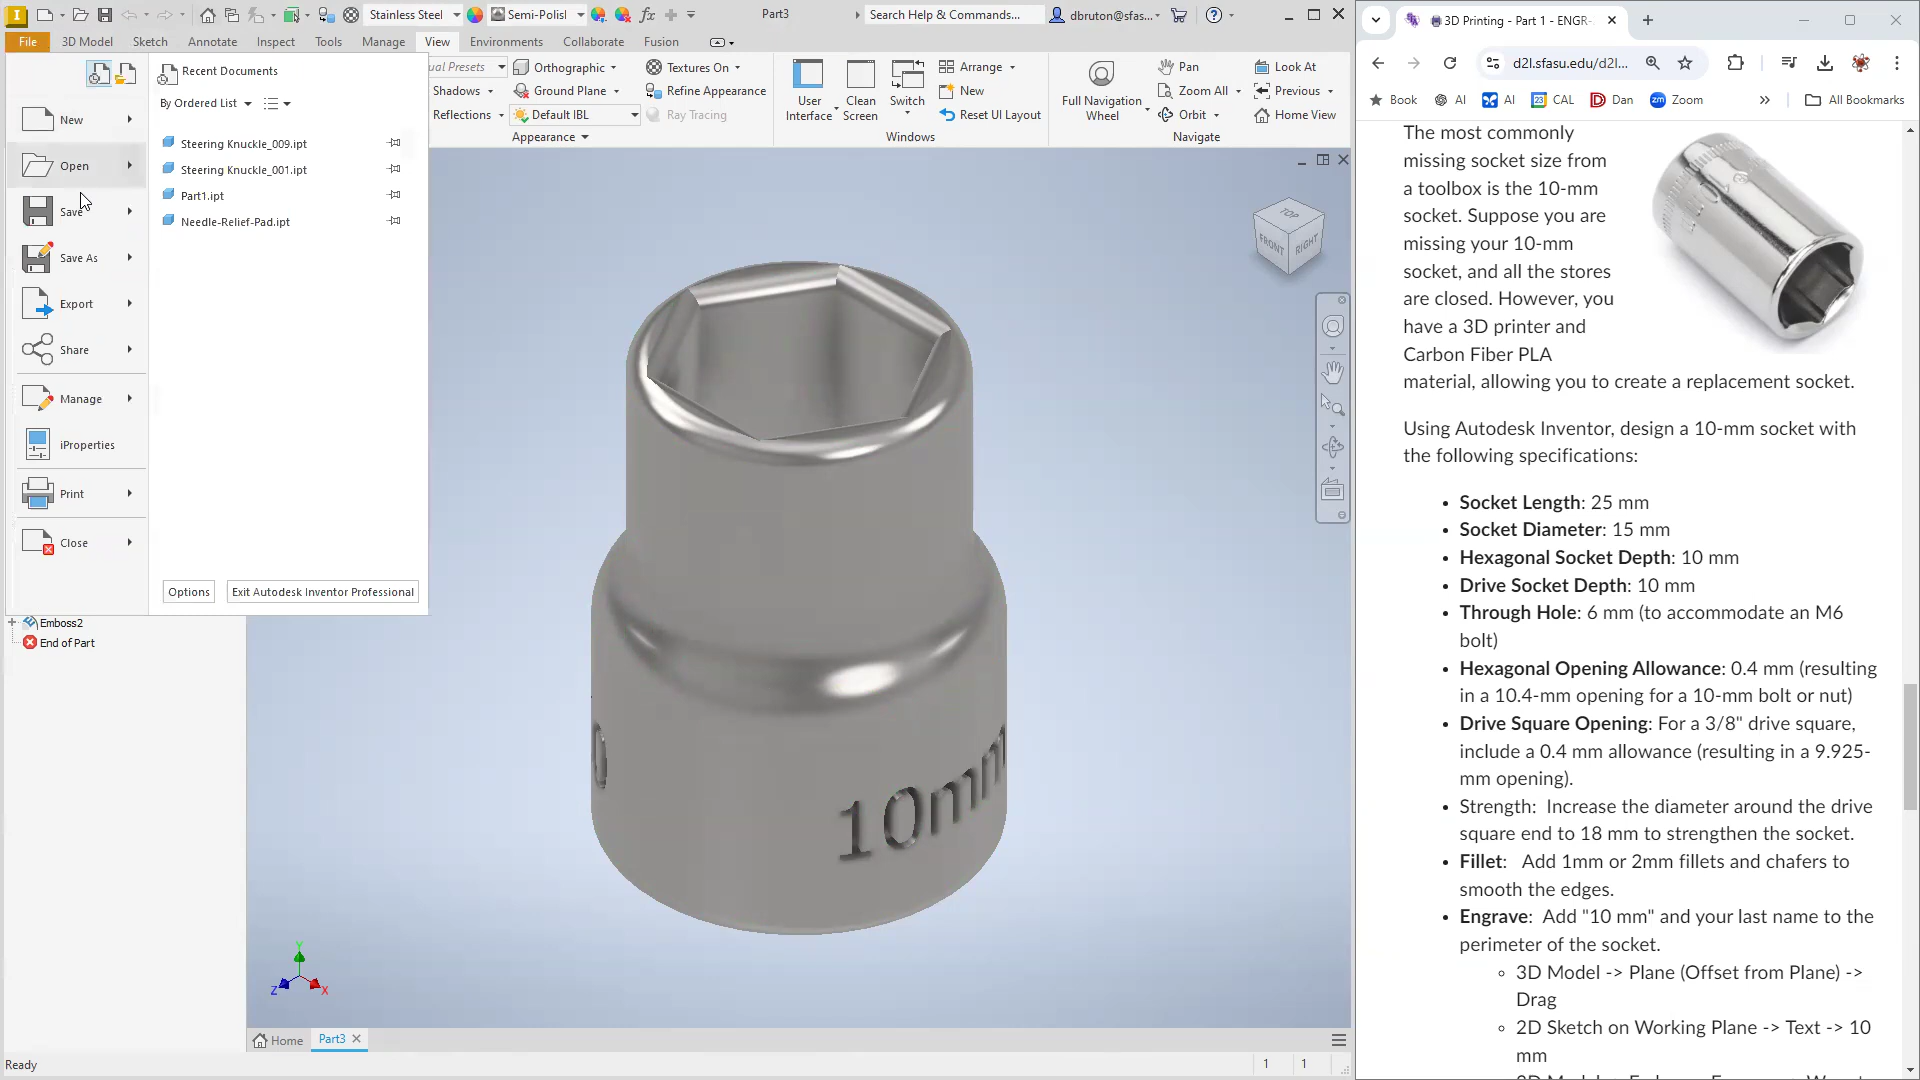 Stainless Steel
Semi-Polish
Part3
Search Help & Commands...
dbruton@sfas...
File
3D Model
Sketch
Annotate
Inspect
Tools
Manage
View
Environments
Collaborate
Fusion
ual Presets
Shadows
Reflections
Orthographic
Ground Plane
Default IBL
Textures On
Refine Appearance
Ray Tracing
Appearance
User
Interface
Clean
Screen
Switch
Arrange
New
Reset UI Layout
Windows
Full Navigation
Wheel
Pan
Zoom All
Orbit
Look At
Previous
Home View
Navigate
New
Open
Save
Save As
Export
Share
Manage
iProperties
Print
Close
Recent Documents
By Ordered List
Steering Knuckle_009.ipt
Steering Knuckle_001.ipt
Part1.ipt
Needle-Relief-Pad.ipt
Options
Exit Autodesk Inventor Professional
Emboss2
End of Part
TOP
FRONT
RIGHT
10mm
Y
Z
X
Home
Part3
Ready
1
1
3D Printing - Part 1 - ENGR-
d2l.sfasu.edu/d2l...
Book
AI
AI
CAL
Dan
Zoom
All Bookmarks
The most commonly
missing socket size from
a toolbox is the 10-mm
socket. Suppose you are
missing your 10-mm
socket, and all the stores
are closed. However, you
have a 3D printer and
Carbon Fiber PLA
material, allowing you to create a replacement socket.
Using Autodesk Inventor, design a 10-mm socket with
the following specifications:
• Socket Length: 25 mm
• Socket Diameter: 15 mm
• Hexagonal Socket Depth: 10 mm
• Drive Socket Depth: 10 mm
• Through Hole: 6 mm (to accommodate an M6
bolt)
• Hexagonal Opening Allowance: 0.4 mm (resulting
in a 10.4-mm opening for a 10-mm bolt or nut)
• Drive Square Opening: For a 3/8" drive square,
include a 0.4 mm allowance (resulting in a 9.925-
mm opening).
• Strength: Increase the diameter around the drive
square end to 18 mm to strengthen the socket.
• Fillet: Add 1mm or 2mm fillets and chafers to
smooth the edges.
• Engrave: Add "10 mm" and your last name to the
perimeter of the socket.
◦ 3D Model -> Plane (Offset from Plane) ->
Drag
◦ 2D Sketch on Working Plane -> Text -> 10
mm